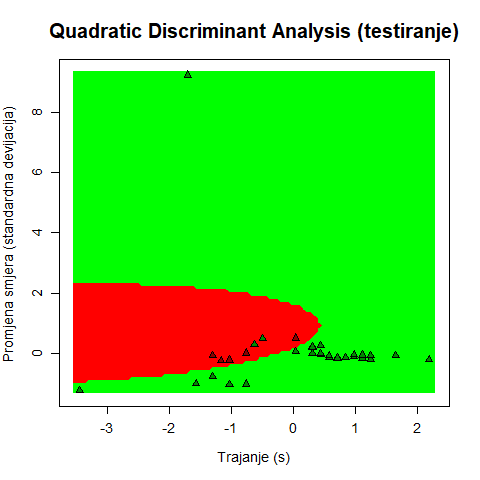 Quadratic Discriminant Analysis (testiranje)
Promjena smjera (standardna devijacija)
8
6
4
2
0
-3 -2 -1 0 1 2
Trajanje (s)